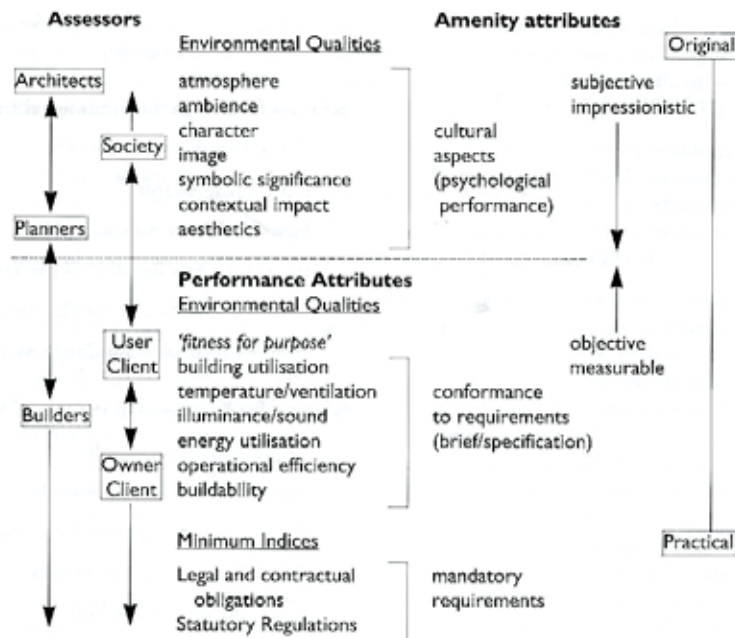 Assessors
Amenity attributes
Environmental Qualities
Original
Architects
atmosphere
ambience
Society
character
image
symbolic significance
contextual impact
Planners
aesthetics
cultural
aspects
(psychological
performance)
subjective
impressionistic
Performance Attributes
Environmental Qualities
User
Client
'fitness for purpose'
building utilisation
temperature/ventilation
Builders
illuminance/sound
energy utilisation
Owner
Client
operational efficiency
buildability
conformance
to requirements
(brief/specification)
objective
measurable
Practical
Minimum Indices
Legal and contractual
obligations
Statutory Regulations
mandatory
requirements